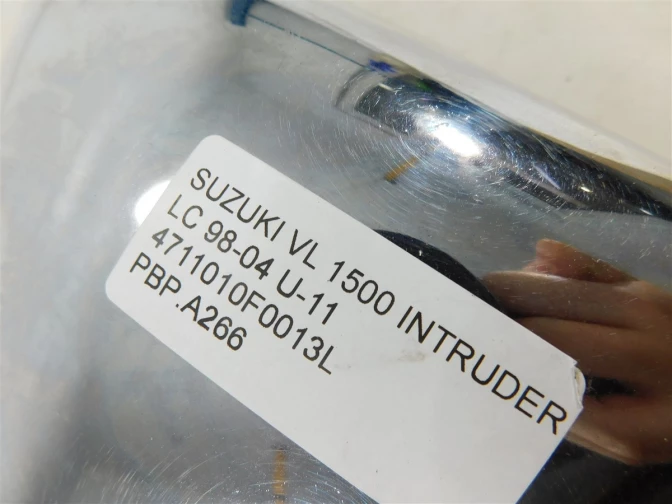 SUZUKI VL 1500 INTRUDER
LC 98-04 U-11
4711010F0013L
PBP.A266